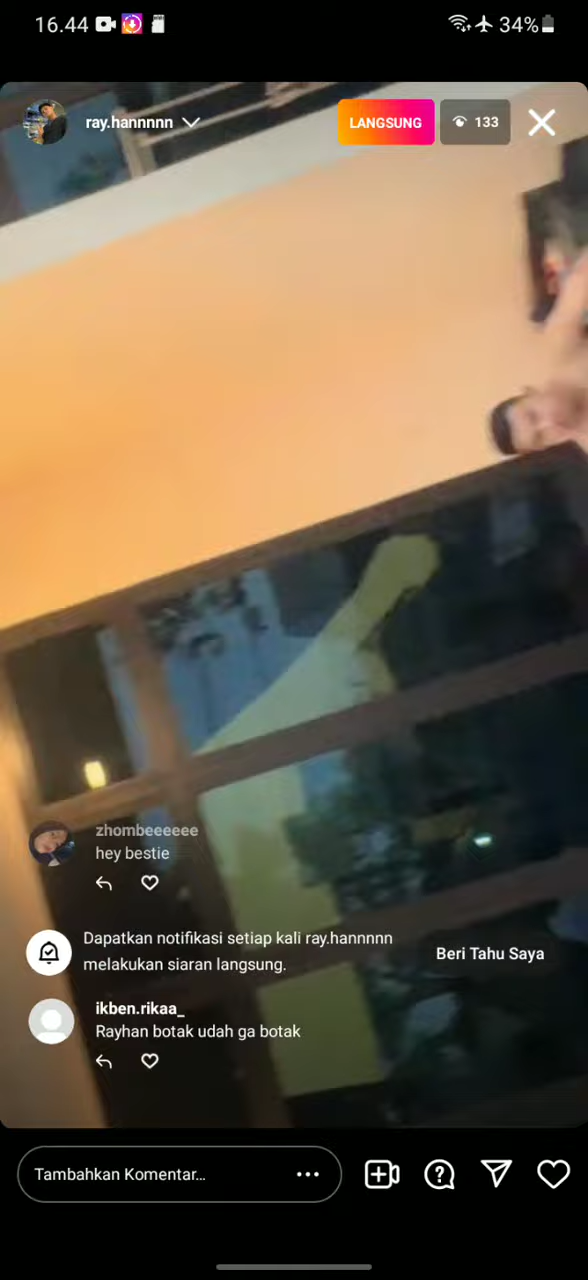 16.44
34%
ray.hannnnn
LANGSUNG
133
zhombeeeeee
hey bestie
Dapatkan notifikasi setiap kali ray.hannnnn
melakukan siaran langsung.
Beri Tahu Saya
ikben.rikaa_
Rayhan botak udah ga botak
Tambahkan Komentar...